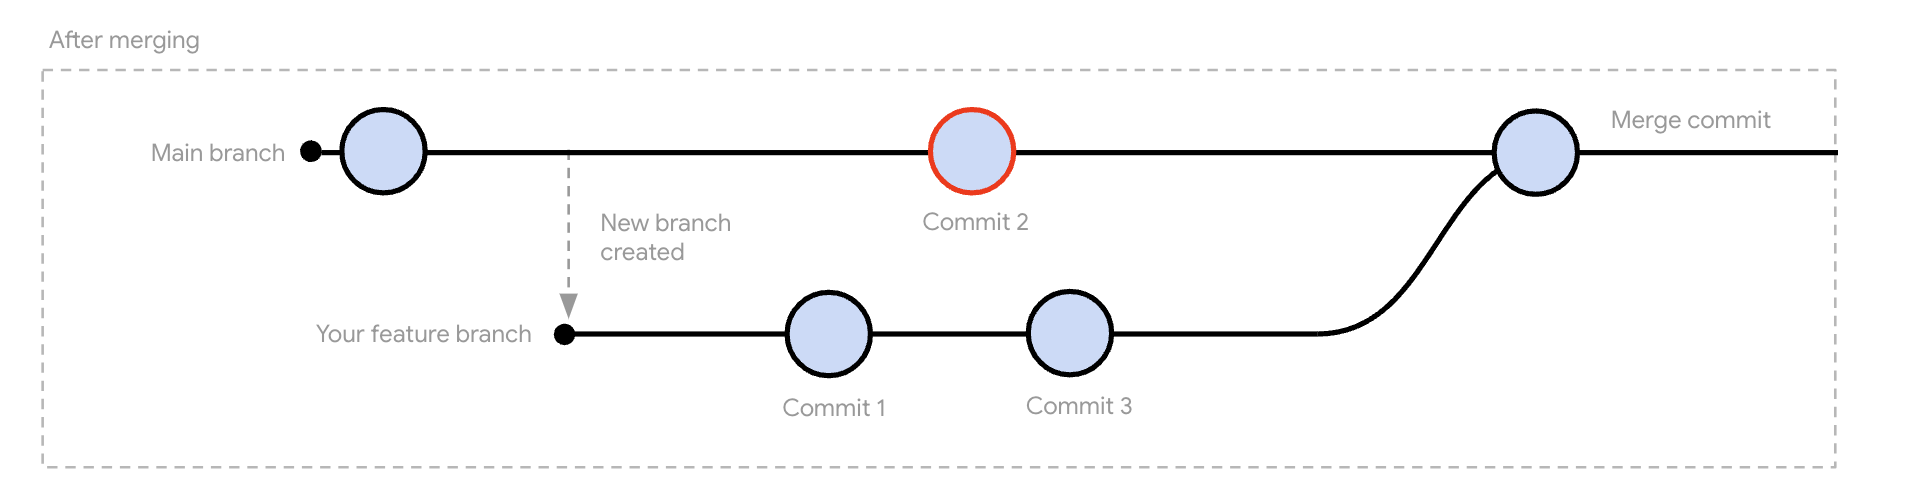 After merging
Main branch
Merge commit
New branch
created
Commit 2
Your feature branch
Commit 1
Commit 3